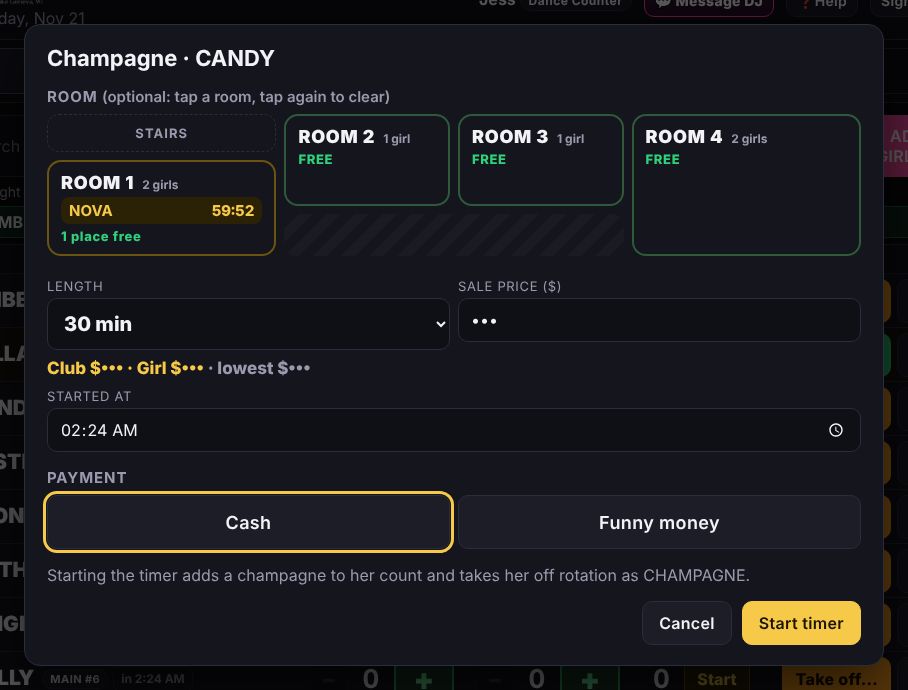 day, Nov 21
Jess Dance Counter
Message DJ
Help
Champagne · CANDY
ROOM (optional: tap a room, tap again to clear)
STAIRS
ROOM 1 2 girls
NOVA 59:52
1 place free
ROOM 2 1 girl
FREE
ROOM 3 1 girl
FREE
ROOM 4 2 girls
FREE
LENGTH
30 min
SALE PRICE ($)
•••
Club $••• · Girl $••• · lowest $•••
STARTED AT
02:24 AM
PAYMENT
Cash
Funny money
Starting the timer adds a champagne to her count and takes her off rotation as CHAMPAGNE.
Cancel
Start timer
LLY MAIN #6 in 2:24 AM − 0 + − 0 + 0 Start Take off...